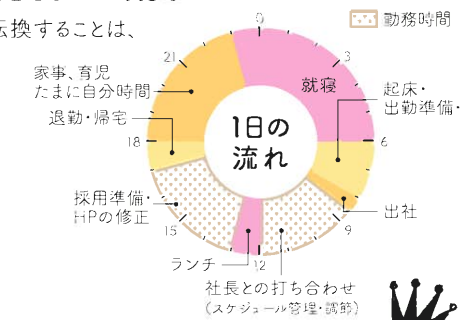 転換することは、
勤務時間
0
3
6
9
12
15
18
21
就寝
起床・
出勤準備・
出社
社長との打ち合わせ
(スケジュール管理・調節)
ランチ
採用準備・
HPの修正
退勤・帰宅
家事、育児
たまに自分時間
1日の
流れ